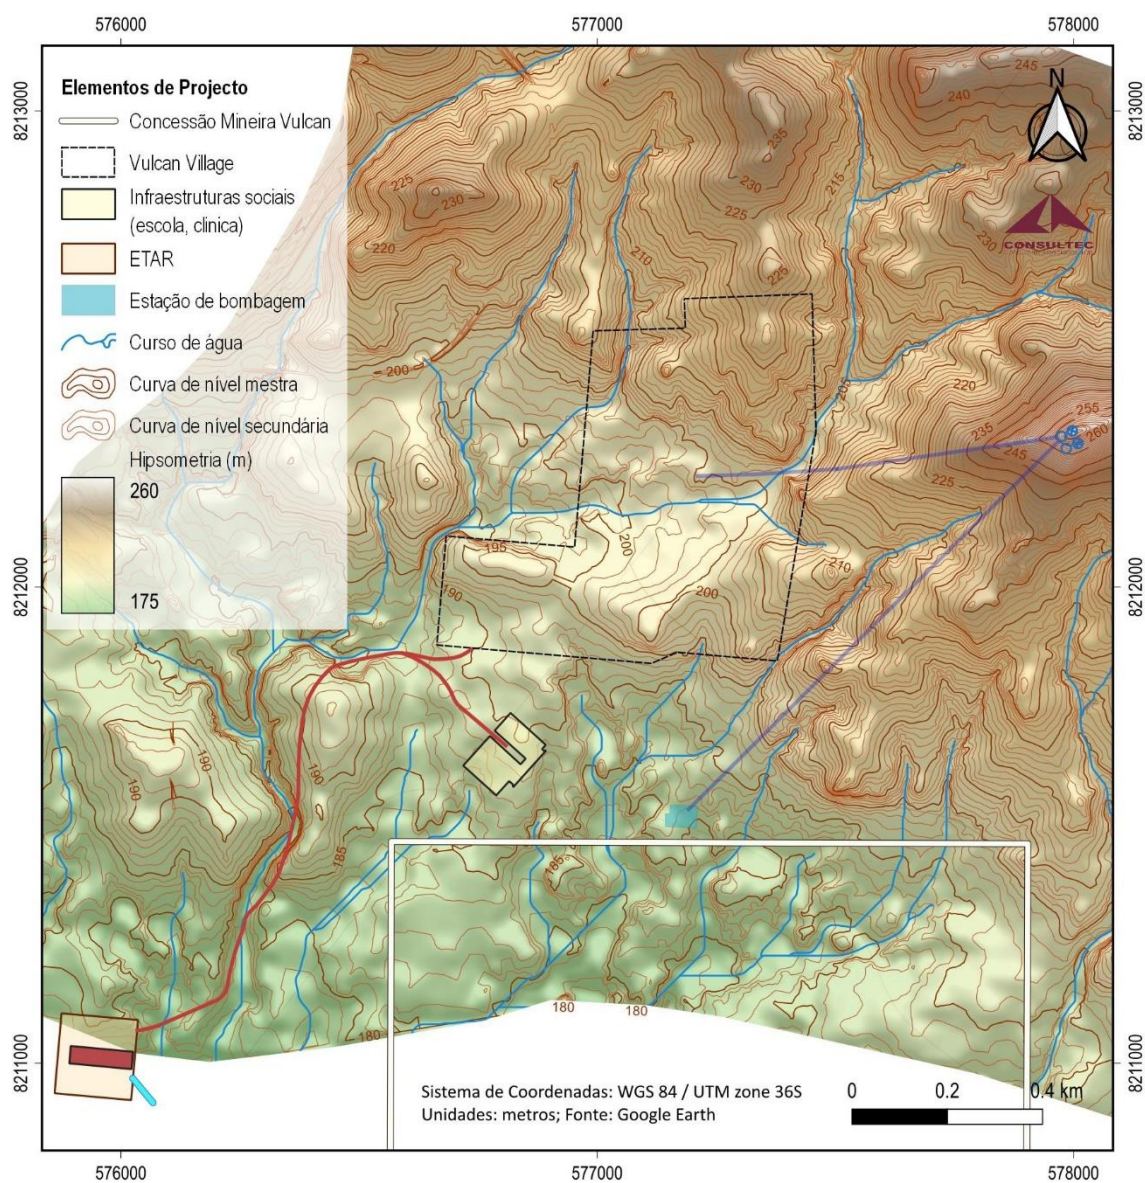 576000
577000
578000
8213000
8213000
8212000
8212000
8211000
8211000
Elementos de Projecto
Concessão Mineira Vulcan
Vulcan Village
Infraestruturas sociais
(escola, clinica)
ETAR
Estação de bombagem
Curso de água
Curva de nível mestra
Curva de nível secundária
Hipsometria (m)
260
175
N
CONSULTEC
245
240
235
230
225
215
230
225
230
220
210
225
225
200
205
220
255
260
235
245
225
195
200
210
190
200
190
190
185
185
180
180
180
Sistema de Coordenadas: WGS 84 / UTM zone 36S
Unidades: metros; Fonte: Google Earth
0 0.2 0.4 km
576000
577000
578000